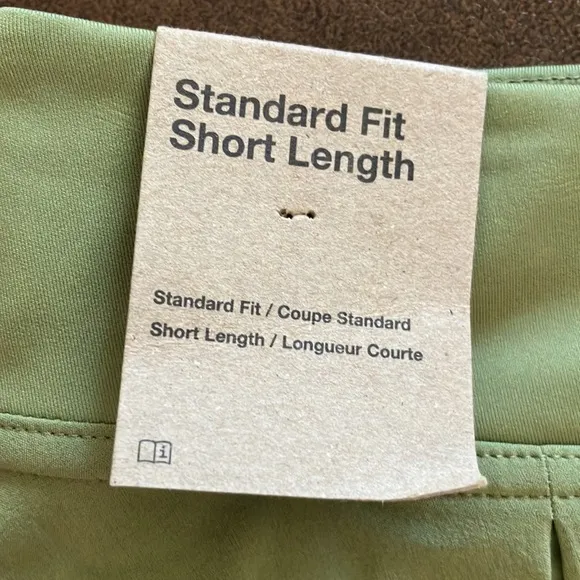 Standard Fit
Short Length
Standard Fit / Coupe Standard
Short Length / Longueur Courte
i